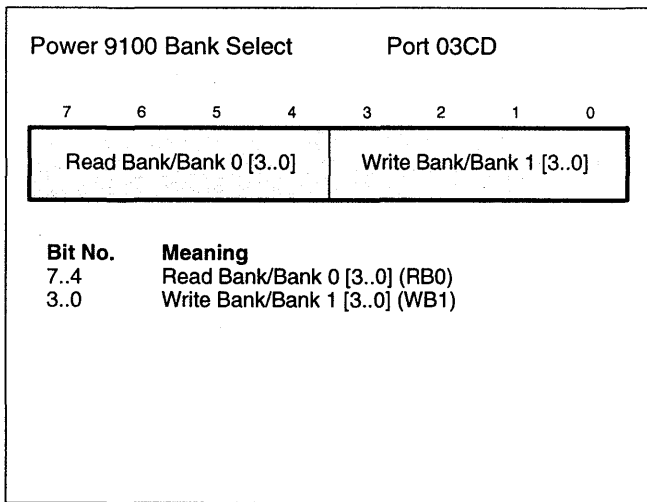 Power 9100 Bank Select Port 03CD
7 6 5 4 3 2 1 0
Read Bank/Bank 0 [3..0] Write Bank/Bank 1 [3..0]
Bit No. Meaning
7..4 Read Bank/Bank 0 [3..0] (RB0)
3..0 Write Bank/Bank 1 [3..0] (WB1)